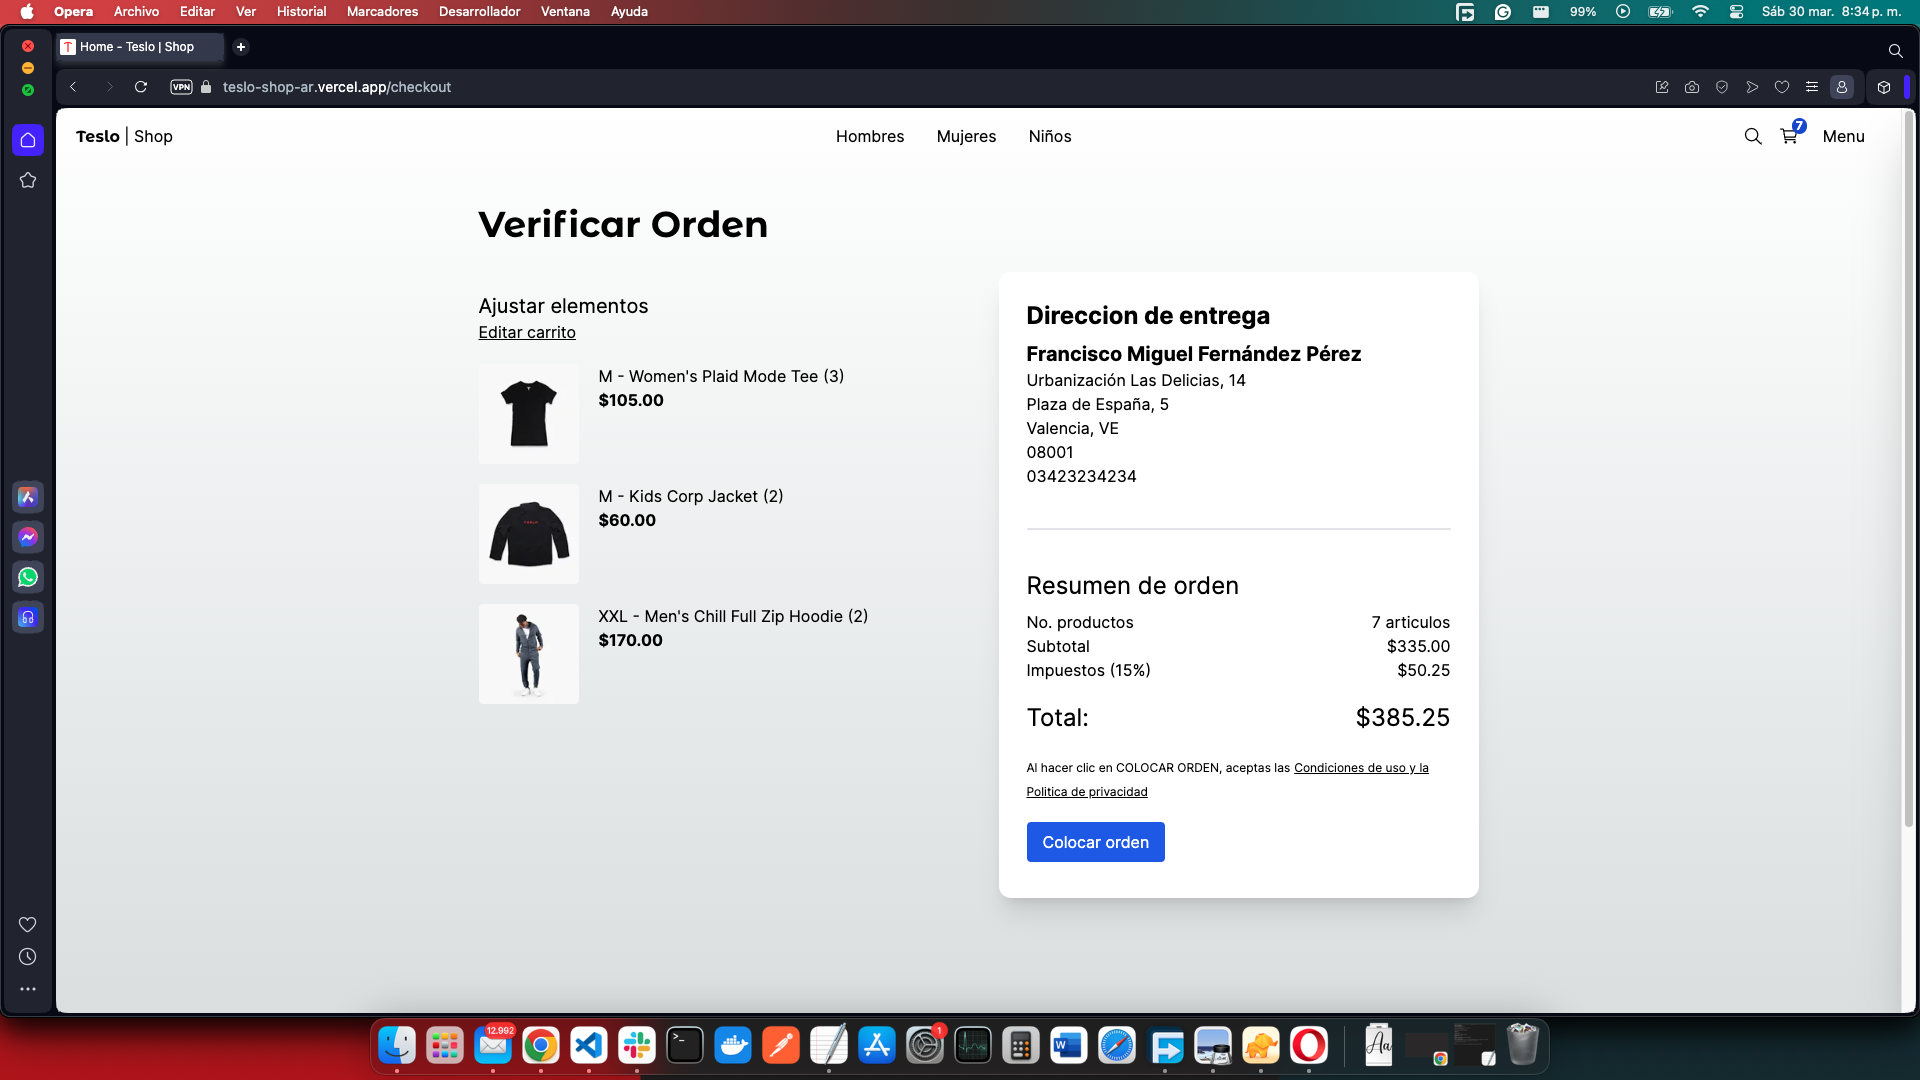 Opera Archivo Editar Ver Historial Marcadores Desarrollador Ventana Ayuda 99% Sáb 30 mar. 8:34 p. m.
Home - Teslo | Shop
VPN teslo-shop-ar.vercel.app/checkout
Teslo | Shop Hombres Mujeres Niños 7 Menu
Verificar Orden
Ajustar elementos
Editar carrito
M - Women's Plaid Mode Tee (3)
$105.00
M - Kids Corp Jacket (2)
$60.00
XXL - Men's Chill Full Zip Hoodie (2)
$170.00
Direccion de entrega
Francisco Miguel Fernández Pérez
Urbanización Las Delicias, 14
Plaza de España, 5
Valencia, VE
08001
03423234234
Resumen de orden
No. productos 7 articulos
Subtotal $335.00
Impuestos (15%) $50.25
Total: $385.25
Al hacer clic en COLOCAR ORDEN, aceptas las Condiciones de uso y la
Politica de privacidad
Colocar orden
12.992 1